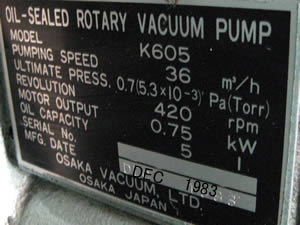 OIL-SEALED ROTARY VACUUM PUMP
MODEL K605
PUMPING SPEED 36 m³/h
ULTIMATE PRESS. 0.7(5.3×10⁻³) Pa(Torr)
REVOLUTION 420 rpm
MOTOR OUTPUT 0.75 kW
OIL CAPACITY 5 l
SERIAL No.
MFG. DATE DEC 1983
OSAKA VACUUM, LTD.
OSAKA JAPAN